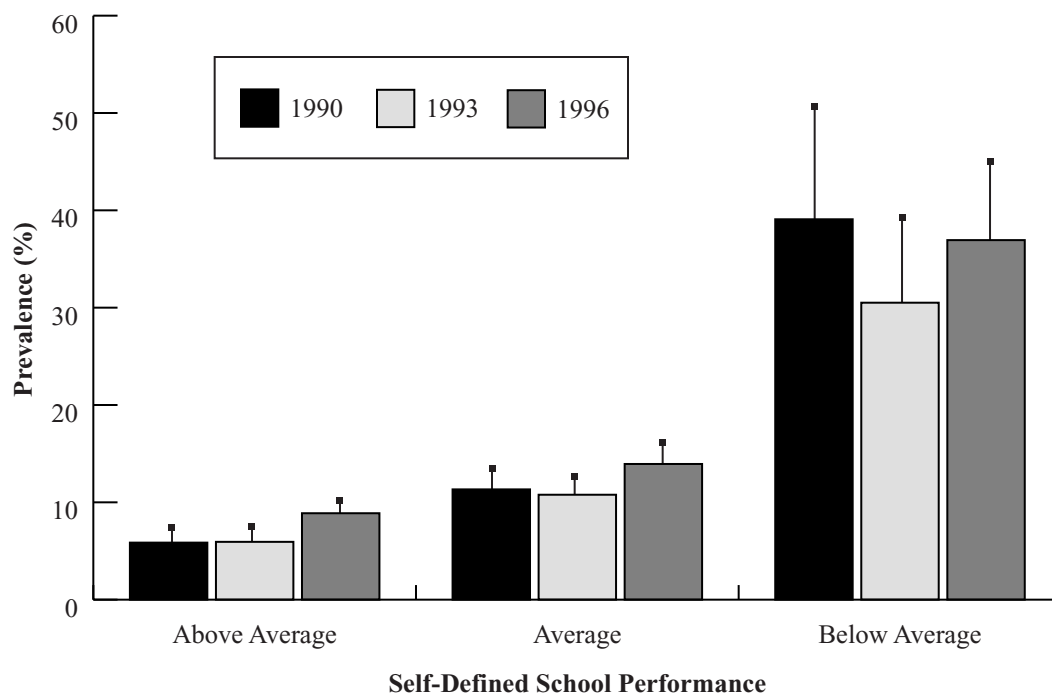 60
50
40
30
20
10
0
Prevalence (%)
1990 1993 1996
Above Average Average Below Average
Self-Defined School Performance